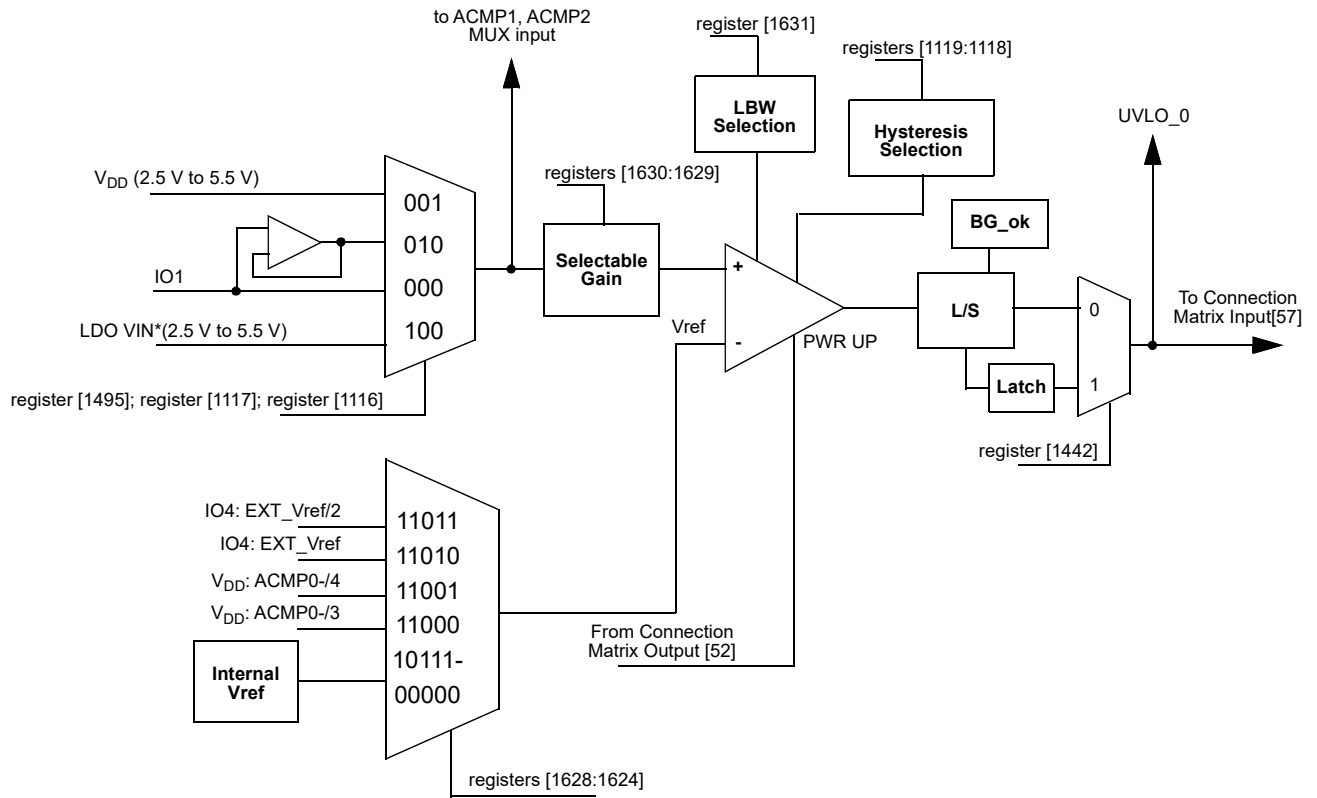 to ACMP1, ACMP2
MUX input
register [1631]
registers [1119:1118]
LBW
Selection
Hysteresis
Selection
UVLO_0
VDD (2.5 V to 5.5 V)
001
registers [1630:1629]
BG_ok
010
Selectable
Gain
+
IO1
000
L/S
0
To Connection
Matrix Input[57]
LDO VIN*(2.5 V to 5.5 V)
100
Vref
-
PWR UP
Latch
1
register [1495]; register [1117]; register [1116]
register [1442]
IO4: EXT_Vref/2
11011
IO4: EXT_Vref
11010
VDD: ACMP0-/4
11001
VDD: ACMP0-/3
11000
From Connection
Matrix Output [52]
Internal
Vref
10111-
00000
registers [1628:1624]